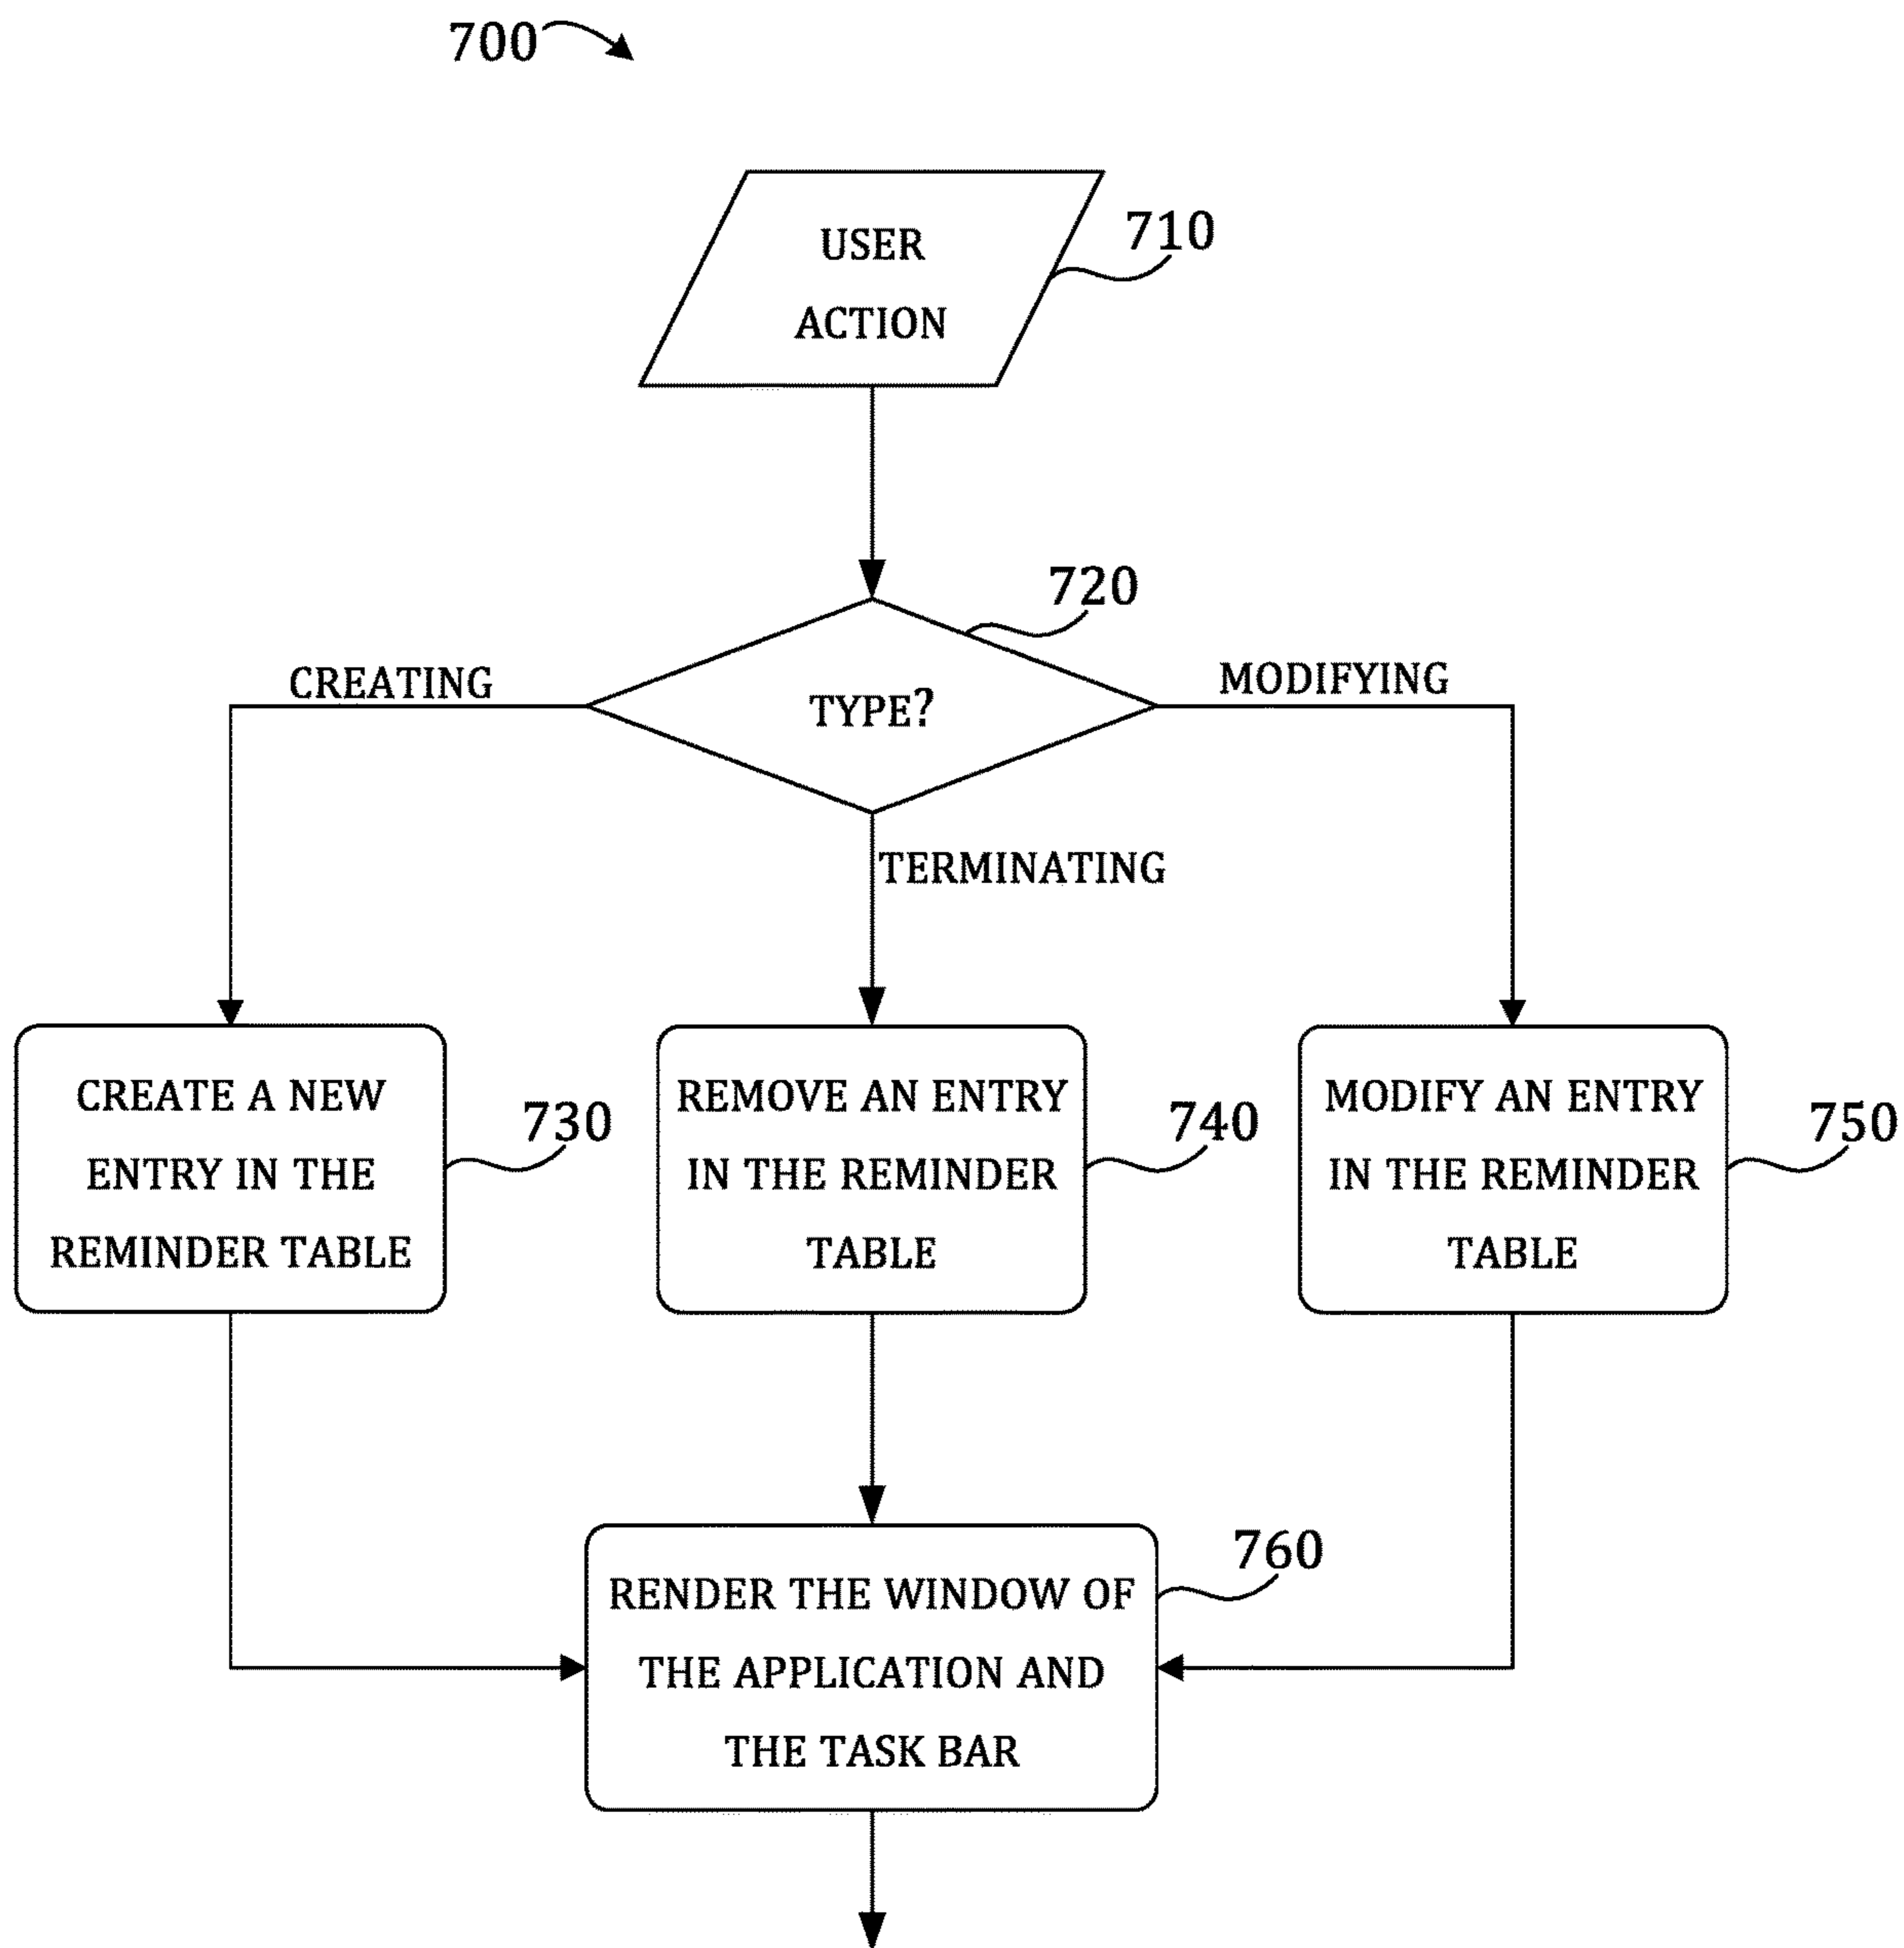 700
USER
ACTION
710
720
CREATING
TYPE?
MODIFYING
TERMINATING
CREATE A NEW
ENTRY IN THE
REMINDER TABLE
730
REMOVE AN ENTRY
IN THE REMINDER
TABLE
740
MODIFY AN ENTRY
IN THE REMINDER
TABLE
750
760
RENDER THE WINDOW OF
THE APPLICATION AND
THE TASK BAR